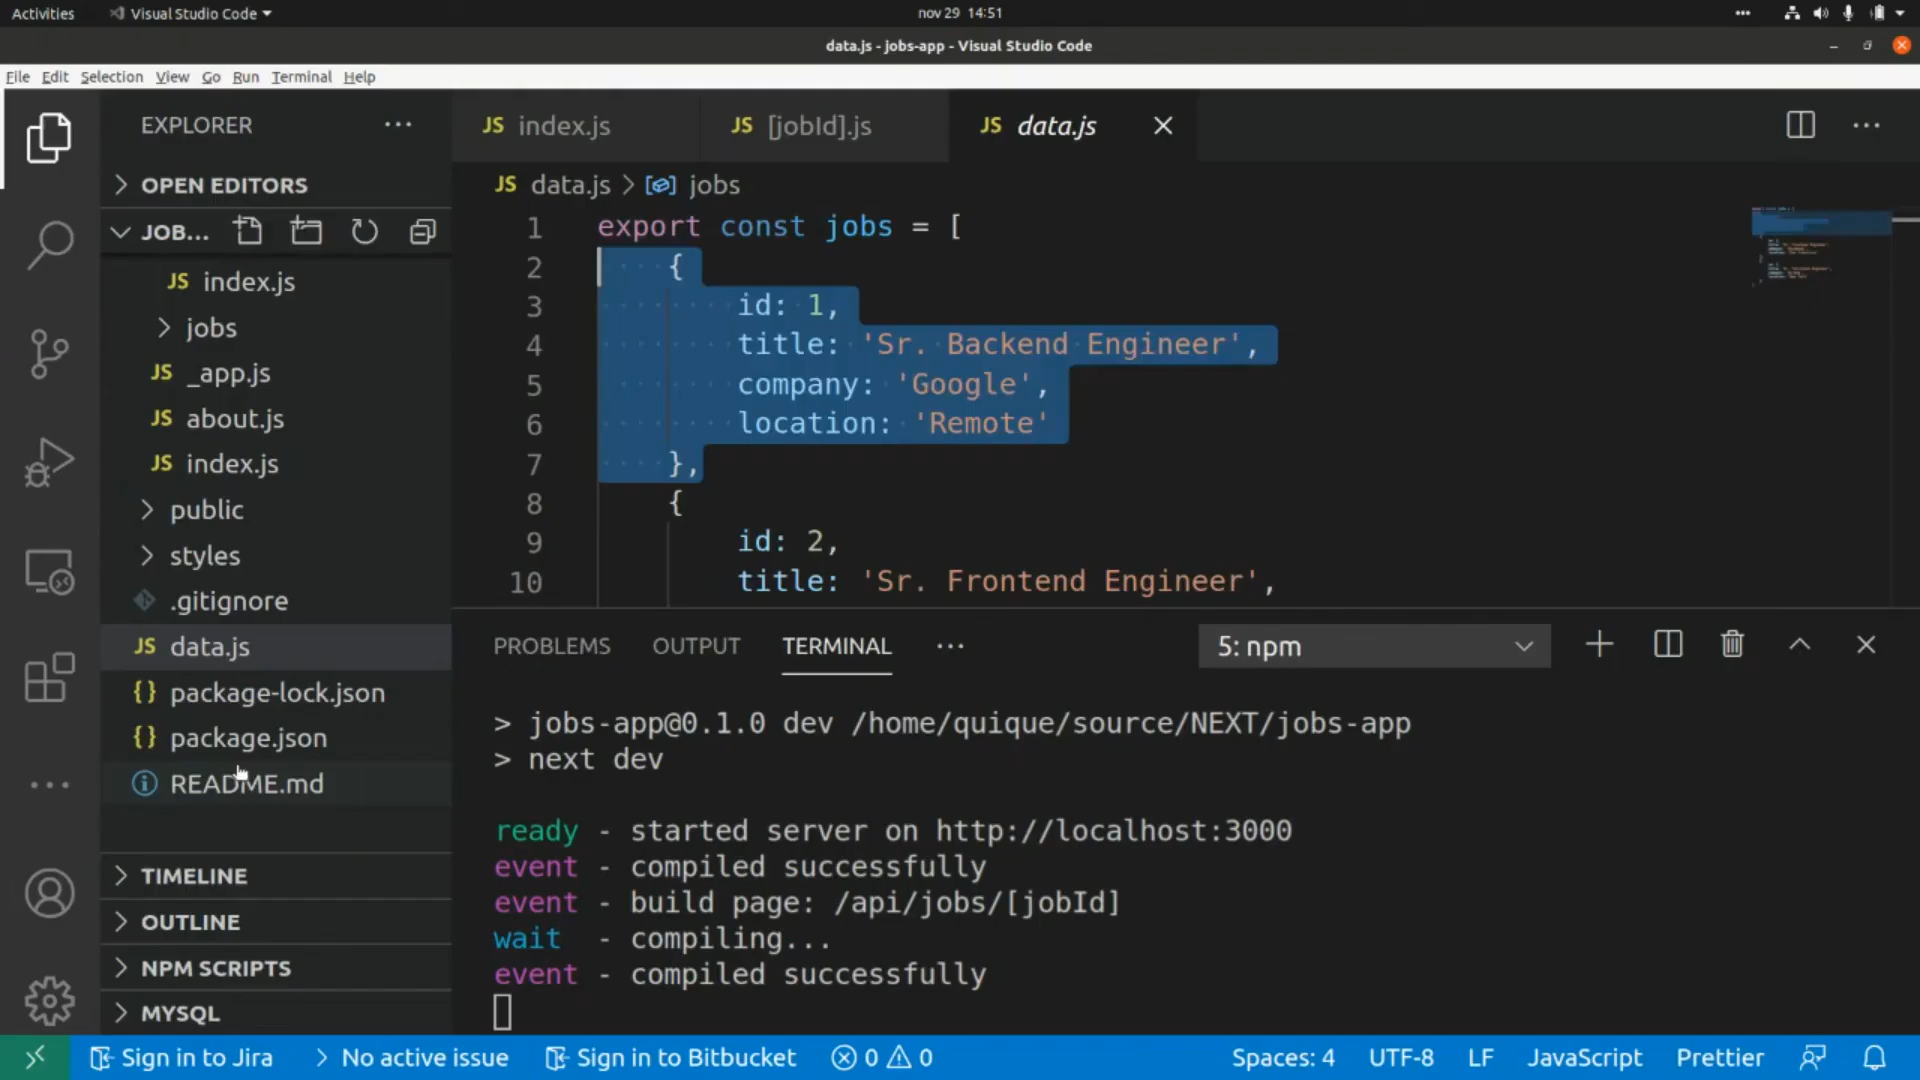 Activities Visual Studio Code nov 29 14:51
data.js - jobs-app - Visual Studio Code
File Edit Selection View Go Run Terminal Help
EXPLORER
OPEN EDITORS
JOB...
JS index.js
jobs
JS _app.js
JS about.js
JS index.js
public
styles
.gitignore
JS data.js
{} package-lock.json
{} package.json
README.md
TIMELINE
OUTLINE
NPM SCRIPTS
MYSQL
JS index.js JS [jobId].js JS data.js
JS data.js > jobs
1 export const jobs = [
2 {
3 id: 1,
4 title: 'Sr. Backend Engineer',
5 company: 'Google',
6 location: 'Remote'
7 },
8 {
9 id: 2,
10 title: 'Sr. Frontend Engineer',
PROBLEMS OUTPUT TERMINAL 5: npm
> jobs-app@0.1.0 dev /home/quique/source/NEXT/jobs-app
> next dev
ready - started server on http://localhost:3000
event - compiled successfully
event - build page: /api/jobs/[jobId]
wait - compiling...
event - compiled successfully
Sign in to Jira No active issue Sign in to Bitbucket 0 0 Spaces: 4 UTF-8 LF JavaScript Prettier